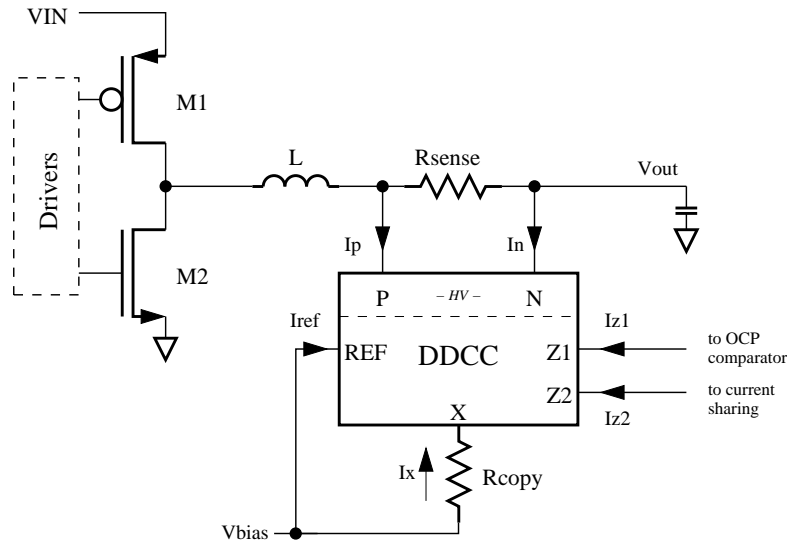 VIN
M1
Drivers
M2
L
Rsense
Vout
Ip
In
P
– HV –
N
Iref
REF
DDCC
Z1
Iz1
to OCP
comparator
Z2
Iz2
to current
sharing
X
Ix
Rcopy
Vbias